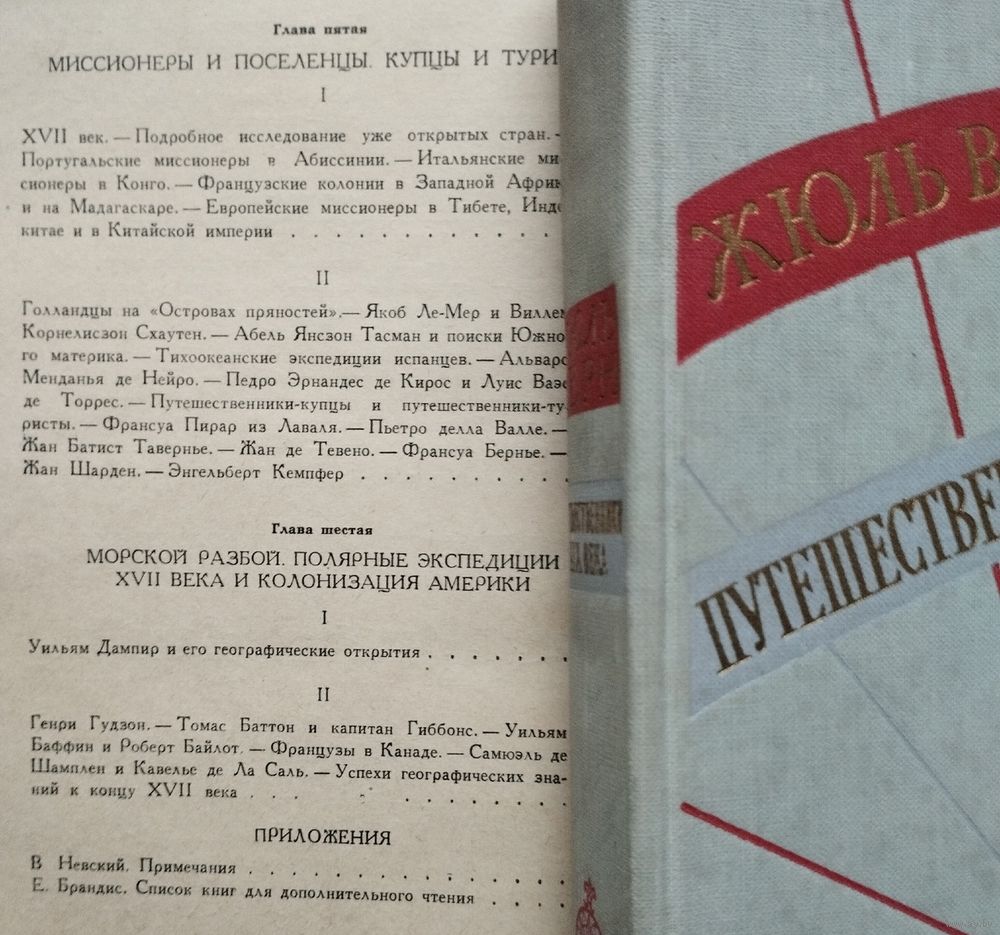 Глава пятая
МИССИОНЕРЫ И ПОСЕЛЕНЦЫ. КУПЦЫ И ТУРИ
I
XVII век. — Подробное исследование уже открытых стран. -
Португальские миссионеры в Абиссинии. — Итальянские ми
сионеры в Конго. — Французские колонии в Западной Африк
и на Мадагаскаре. — Европейские миссионеры в Тибете, Индо
китае и в Китайской империи . . . . . . . . . . . .
II
Голландцы на «Островах пряностей».— Якоб Ле-Мер и Виллем
Корнелисзон Схаутен. — Абель Янсзон Тасман и поиски Южно
го материка. — Тихоокеанские экспедиции испанцев. — Альваро
Менданья де Нейро. — Педро Эрнандес де Кирос и Луис Ваэс
де Торрес. — Путешественники-купцы и путешественники-ту-
ристы. — Франсуа Пирар из Лаваля. — Пьетро делла Валле. —
Жан Батист Тавернье. — Жан де Тевено. — Франсуа Бернье. —
Жан Шарден. — Энгельберт Кемпфер . . . . . . . . . .
Глава шестая
МОРСКОЙ РАЗБОЙ. ПОЛЯРНЫЕ ЭКСПЕДИЦИИ
XVII ВЕКА И КОЛОНИЗАЦИЯ АМЕРИКИ
I
Уильям Дампир и его географические открытия . . . . . . .
II
Генри Гудзон. — Томас Баттон и капитан Гиббонс. — Уильям
Баффин и Роберт Байлот. — Французы в Канаде. — Самюэль де
Шамплен и Кавелье де Ла Саль. — Успехи географических зна-
ний к концу XVII века . . . . . . . . . . .
ПРИЛОЖЕНИЯ
В Невский. Примечания . . . . . . . . . . . . . .
Е. Брандис. Список книг для дополнительного чтения . . . .
ЖЮЛЬ В
ПУТЕШЕСТВЕН
ВЕКА